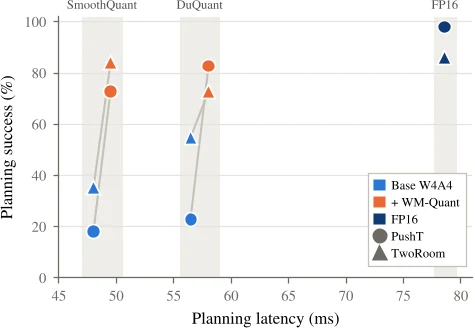 SmoothQuant DuQuant FP16
100
80
60
40
20
0
Planning success (%)
Base W4A4
+ WM-Quant
FP16
PushT
TwoRoom
45 50 55 60 65 70 75 80
Planning latency (ms)